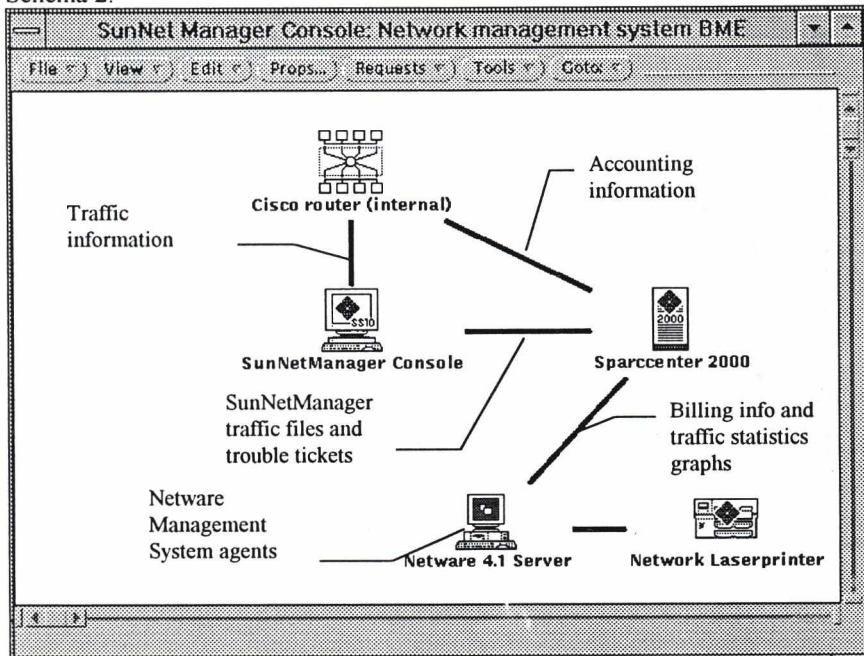 Schema 2:
SunNet Manager Console: Network management system BME
File View Edit Props... Requests Tools Goto:
Accounting
information
Cisco router (internal)
Traffic
information
SS10
2000
SunNetManager Console
Sparccenter 2000
SunNetManager
traffic files and
trouble tickets
Billing info and
traffic statistics
graphs
Netware
Management
System agents
Netware 4.1 Server
Network Laserprinter